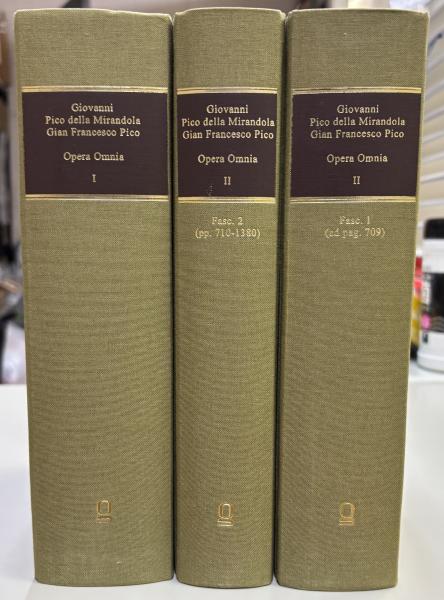 Giovanni
Pico della Mirandola
Gian Francesco Pico
Opera Omnia
I
Giovanni
Pico della Mirandola
Gian Francesco Pico
Opera Omnia
II
Fasc. 2
(pp. 710-1380)
Giovanni
Pico della Mirandola
Gian Francesco Pico
Opera Omnia
II
Fasc. 1
(ad pag. 709)